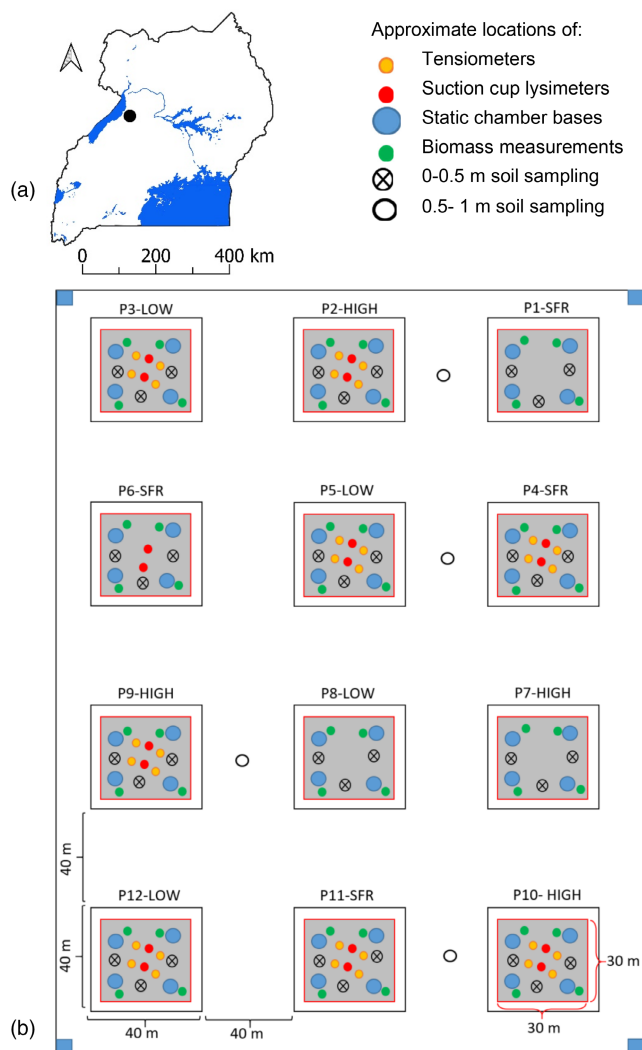 Approximate locations of:
Tensiometers
Suction cup lysimeters
Static chamber bases
Biomass measurements
0-0.5 m soil sampling
0.5- 1 m soil sampling
(a)
0 200 400 km
P3-LOW P2-HIGH P1-SFR
P6-SFR P5-LOW P4-SFR
P9-HIGH P8-LOW P7-HIGH
40 m
P12-LOW P11-SFR P10- HIGH
40 m
30 m
(b)
40 m 40 m 30 m